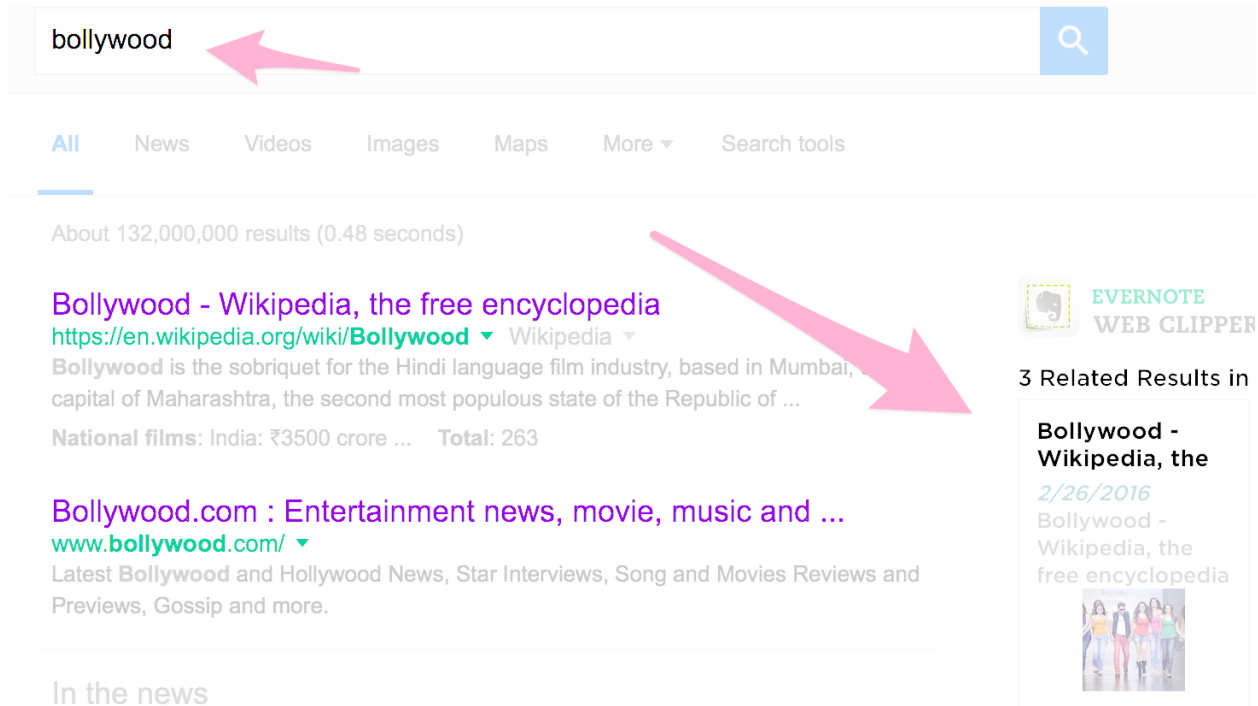 bollywood
All News Videos Images Maps More Search tools
About 132,000,000 results (0.48 seconds)
Bollywood - Wikipedia, the free encyclopedia
https://en.wikipedia.org/wiki/Bollywood Wikipedia
Bollywood is the sobriquet for the Hindi language film industry, based in Mumbai,
capital of Maharashtra, the second most populous state of the Republic of ...
National films: India: ₹3500 crore ... Total: 263
Bollywood.com : Entertainment news, movie, music and ...
www.bollywood.com/
Latest Bollywood and Hollywood News, Star Interviews, Song and Movies Reviews and
Previews, Gossip and more.
In the news
EVERNOTE
WEB CLIPPER
3 Related Results in
Bollywood -
Wikipedia, the
2/26/2016
Bollywood -
Wikipedia, the
free encyclopedia